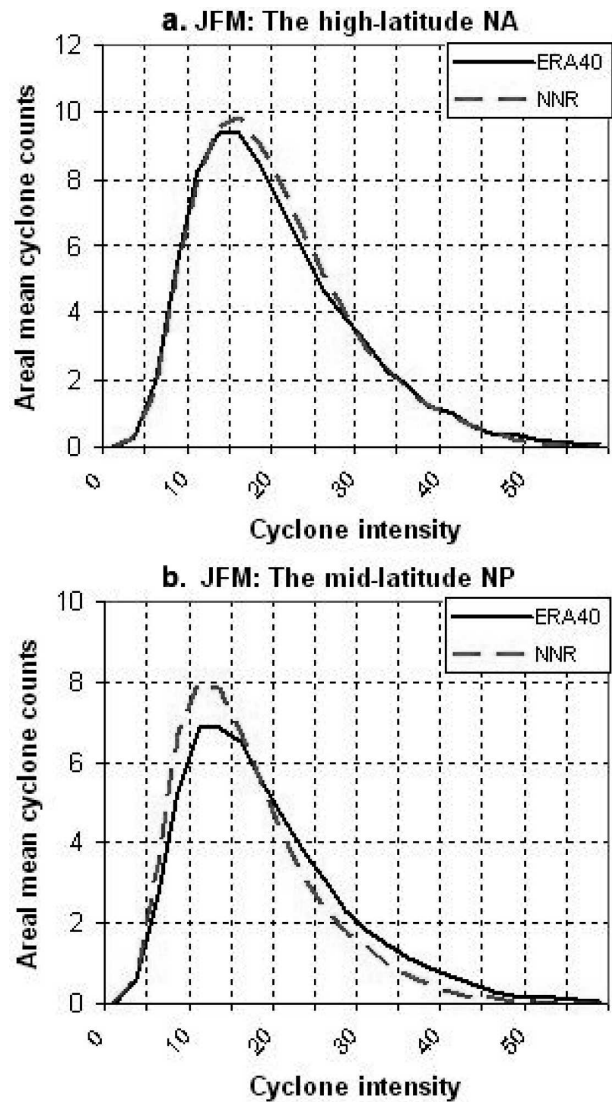 a. JFM: The high-latitude NA
12
10
8
6
4
2
0
Areal mean cyclone counts
ERA40
NNR
0 10 20 30 40 50
Cyclone intensity
b. JFM: The mid-latitude NP
10
8
6
4
2
0
Areal mean cyclone counts
ERA40
NNR
0 10 20 30 40 50
Cyclone intensity